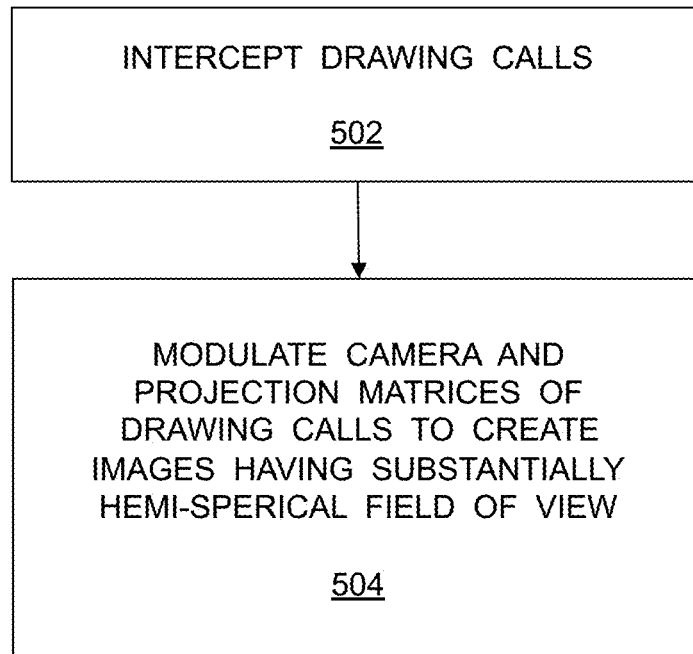 INTERCEPT DRAWING CALLS
502
MODULATE CAMERA AND
PROJECTION MATRICES OF
DRAWING CALLS TO CREATE
IMAGES HAVING SUBSTANTIALLY
HEMI-SPERICAL FIELD OF VIEW
504